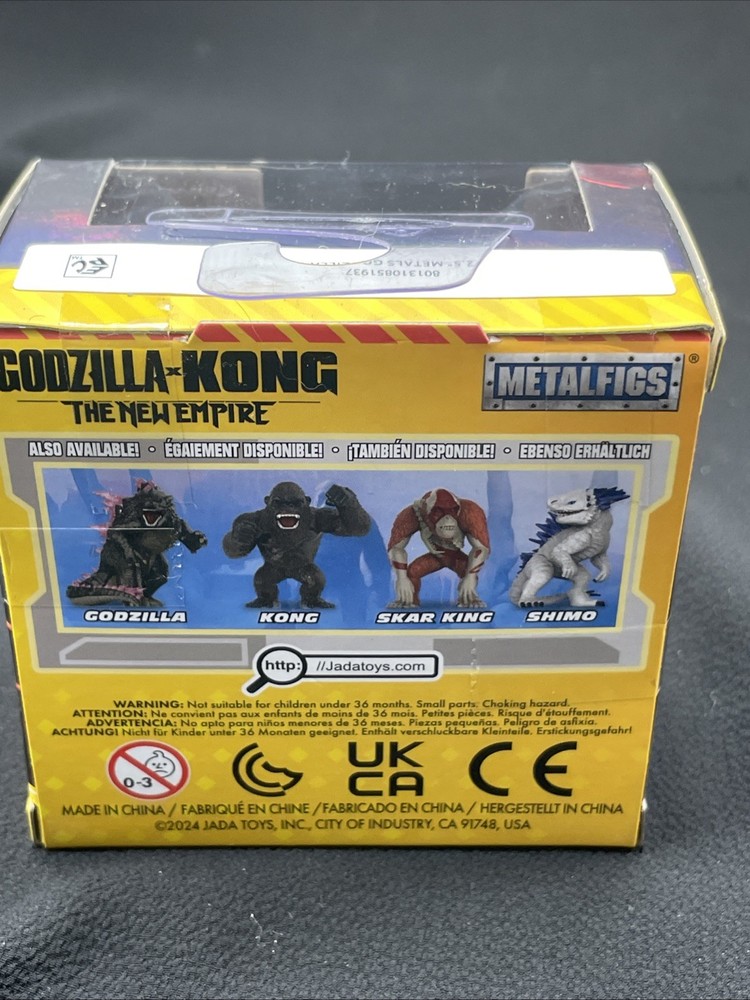 801310851937
GODZILLA x KONG
THE NEW EMPIRE
METALFIGS®
ALSO AVAILABLE! • ÉGAIEMENT DISPONIBLE! • ¡TAMBIÉN DISPONIBLE! • EBENSO ERHÄLTLICH
GODZILLA KONG SKAR KING SHIMO
http: //Jadatoys.com
WARNING: Not suitable for children under 36 months. Small parts. Choking hazard.
ATTENTION: Ne convient pas aux enfants de moins de 36 mois. Petites pièces. Risque d'étouffement.
ADVERTENCIA: No apto para niños menores de 36 meses. Piezas pequeñas. Peligro de asfixia.
ACHTUNG! Nicht für Kinder unter 36 Monaten geeignet. Enthält verschluckbare Kleinteile. Erstickungsgefahr!
0-3
UK
CA
CE
MADE IN CHINA / FABRIQUÉ EN CHINE / FABRICADO EN CHINA / HERGESTELLT IN CHINA
©2024 JADA TOYS, INC., CITY OF INDUSTRY, CA 91748, USA